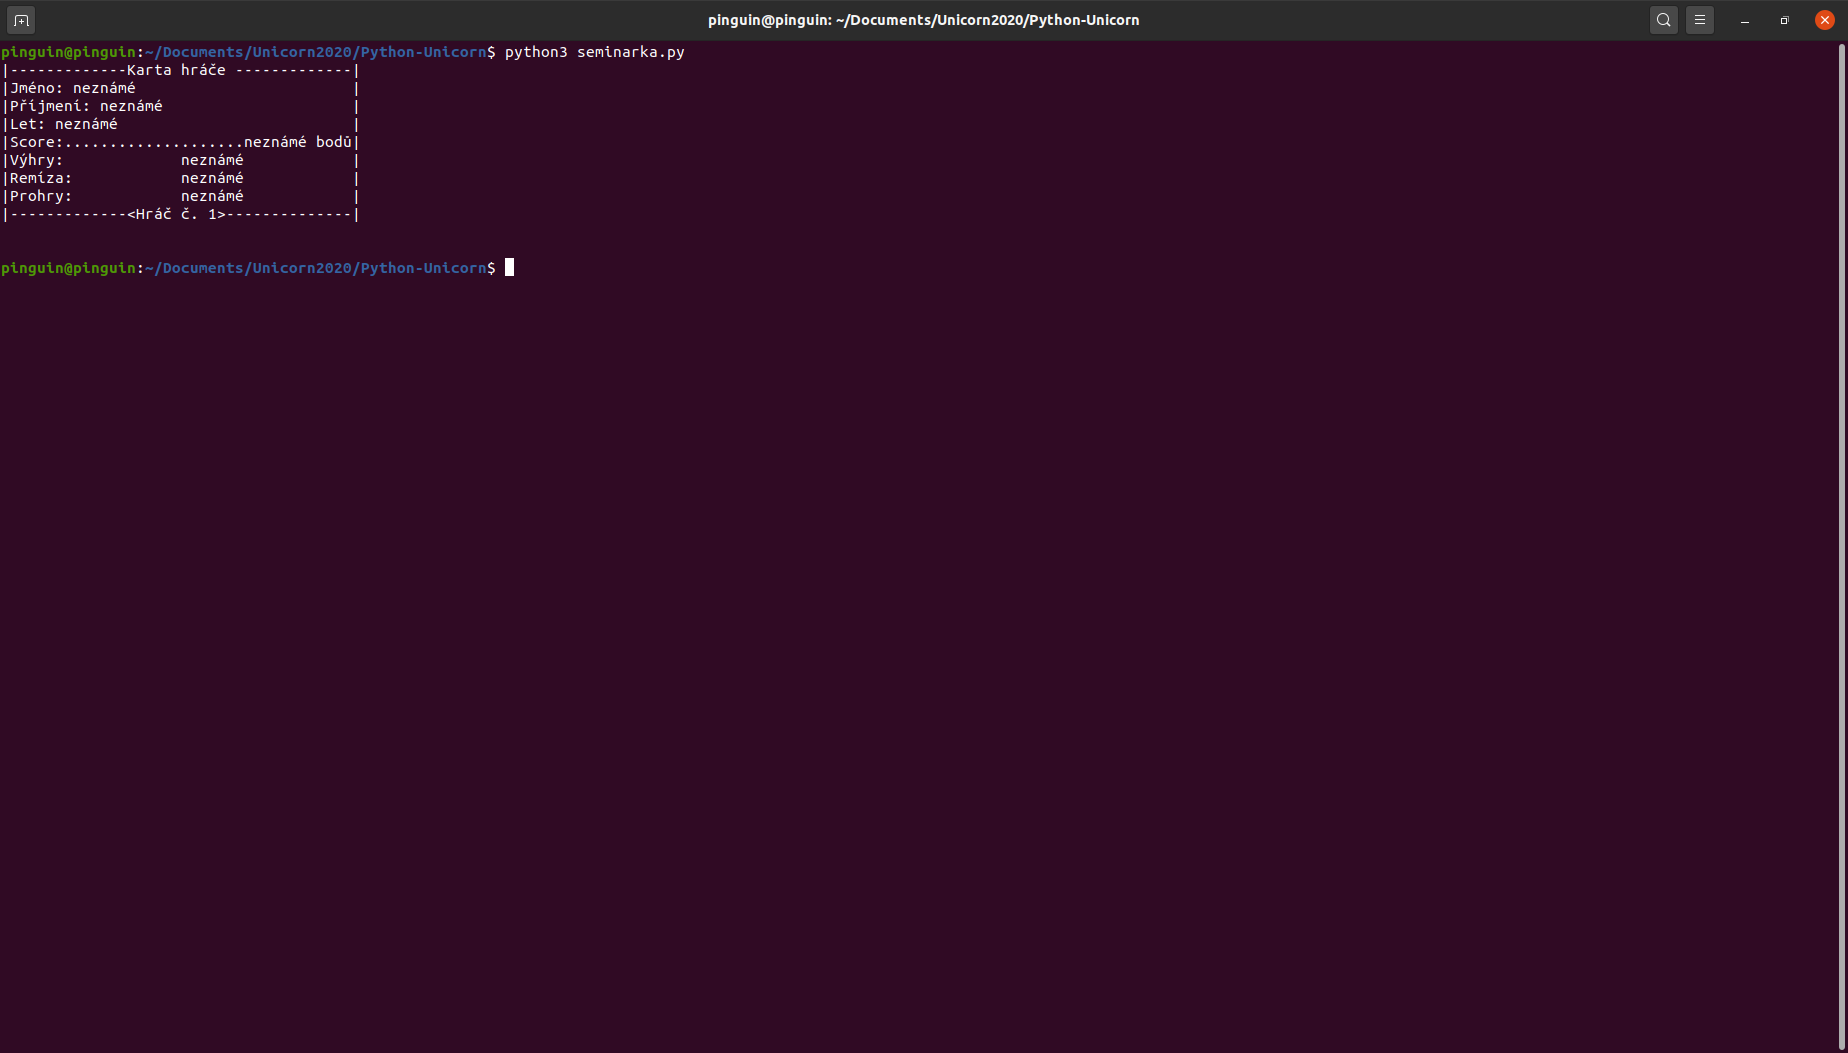 pinguin@pinguin: ~/Documents/Unicorn2020/Python-Unicorn
pinguin@pinguin:~/Documents/Unicorn2020/Python-Unicorn$ python3 seminarka.py
|-------------Karta hráče -------------|
|Jméno: neznámé                        |
|Příjmení: neznámé                     |
|Let: neznámé                          |
|Score:....................neznámé bodů|
|Výhry:             neznámé            |
|Remíza:            neznámé            |
|Prohry:            neznámé            |
|-------------<Hráč č. 1>--------------|
pinguin@pinguin:~/Documents/Unicorn2020/Python-Unicorn$